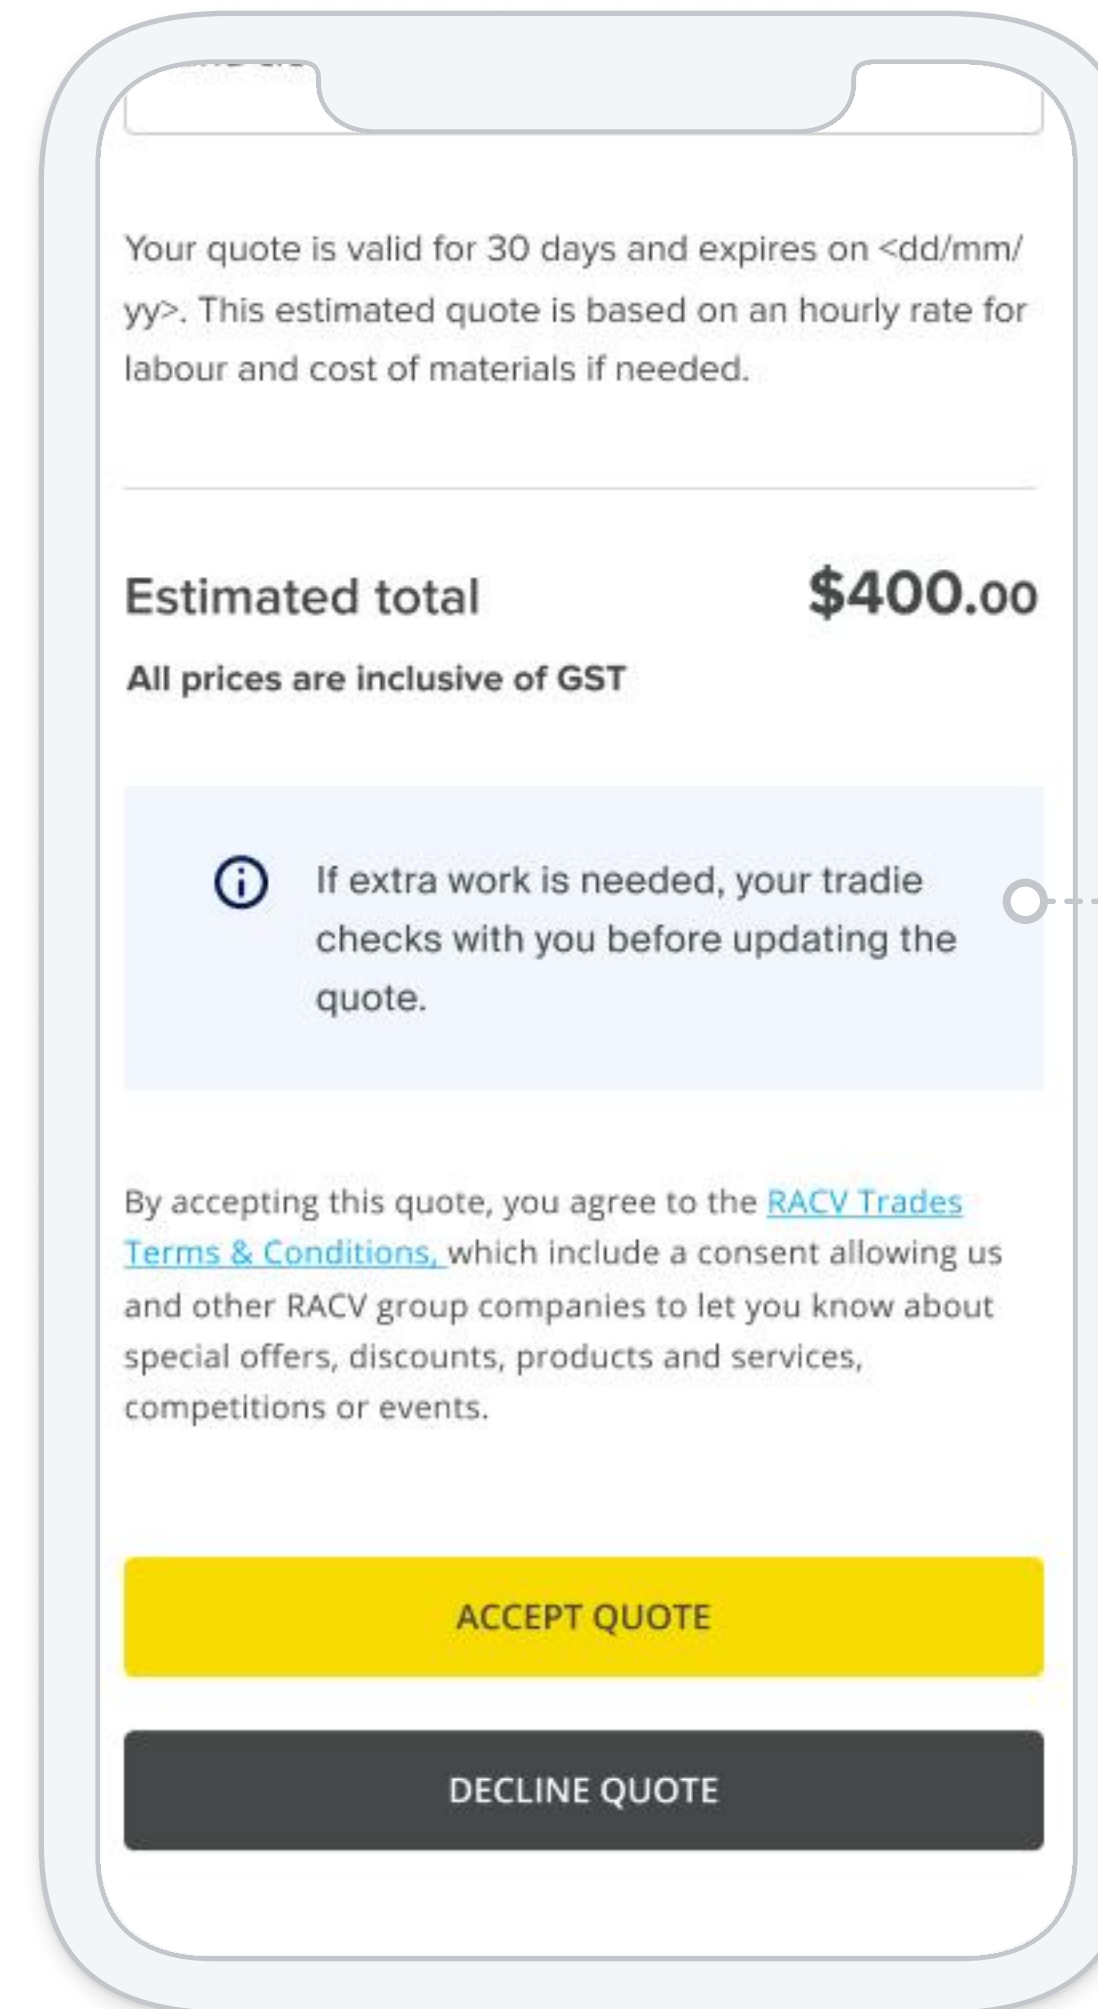 Your quote is valid for 30 days and expires on <dd/mm/
yy>. This estimated quote is based on an hourly rate for
labour and cost of materials if needed.
Estimated total $400.00
All prices are inclusive of GST
If extra work is needed, your tradie
checks with you before updating the
quote.
By accepting this quote, you agree to the RACV Trades
Terms & Conditions, which include a consent allowing us
and other RACV group companies to let you know about
special offers, discounts, products and services,
competitions or events.
ACCEPT QUOTE
DECLINE QUOTE